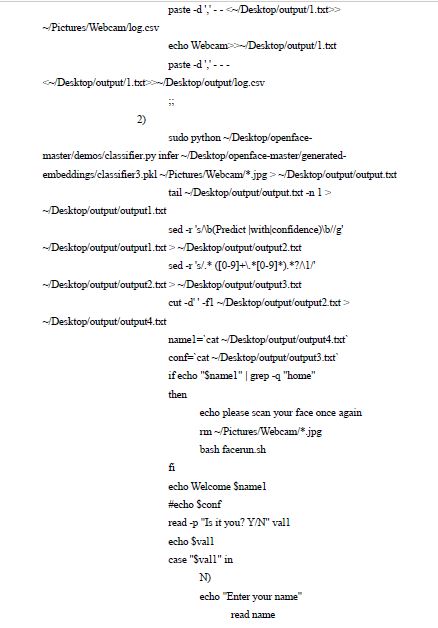 paste -d ',' - - <~/Desktop/output/1.txt>>
~/Pictures/Webcam/log.csv
echo Webcam>>~/Desktop/output/1.txt
paste -d ',' - - -
<~/Desktop/output/1.txt>>~/Desktop/output/log.csv
;;
2)
sudo python ~/Desktop/openface-
master/demos/classifier.py infer ~/Desktop/openface-master/generated-
embeddings/classifier3.pkl ~/Pictures/Webcam/*.jpg > ~/Desktop/output/output.txt
tail ~/Desktop/output/output.txt -n 1 >
~/Desktop/output/output1.txt
sed -r 's/\b(Predict |with|confidence)\b//g'
~/Desktop/output/output1.txt > ~/Desktop/output/output2.txt
sed -r 's/.* ([0-9]+\.*[0-9]*).*?/\1/'
~/Desktop/output/output2.txt > ~/Desktop/output/output3.txt
cut -d' ' -f1 ~/Desktop/output/output2.txt >
~/Desktop/output/output4.txt
name1=`cat ~/Desktop/output/output4.txt`
conf=`cat ~/Desktop/output/output3.txt`
if echo "$name1" | grep -q "home"
then
echo please scan your face once again
rm ~/Pictures/Webcam/*.jpg
bash facerun.sh
fi
echo Welcome $name1
#echo $conf
read -p "Is it you? Y/N" val1
echo $val1
case "$val1" in
N)
echo "Enter your name"
read name